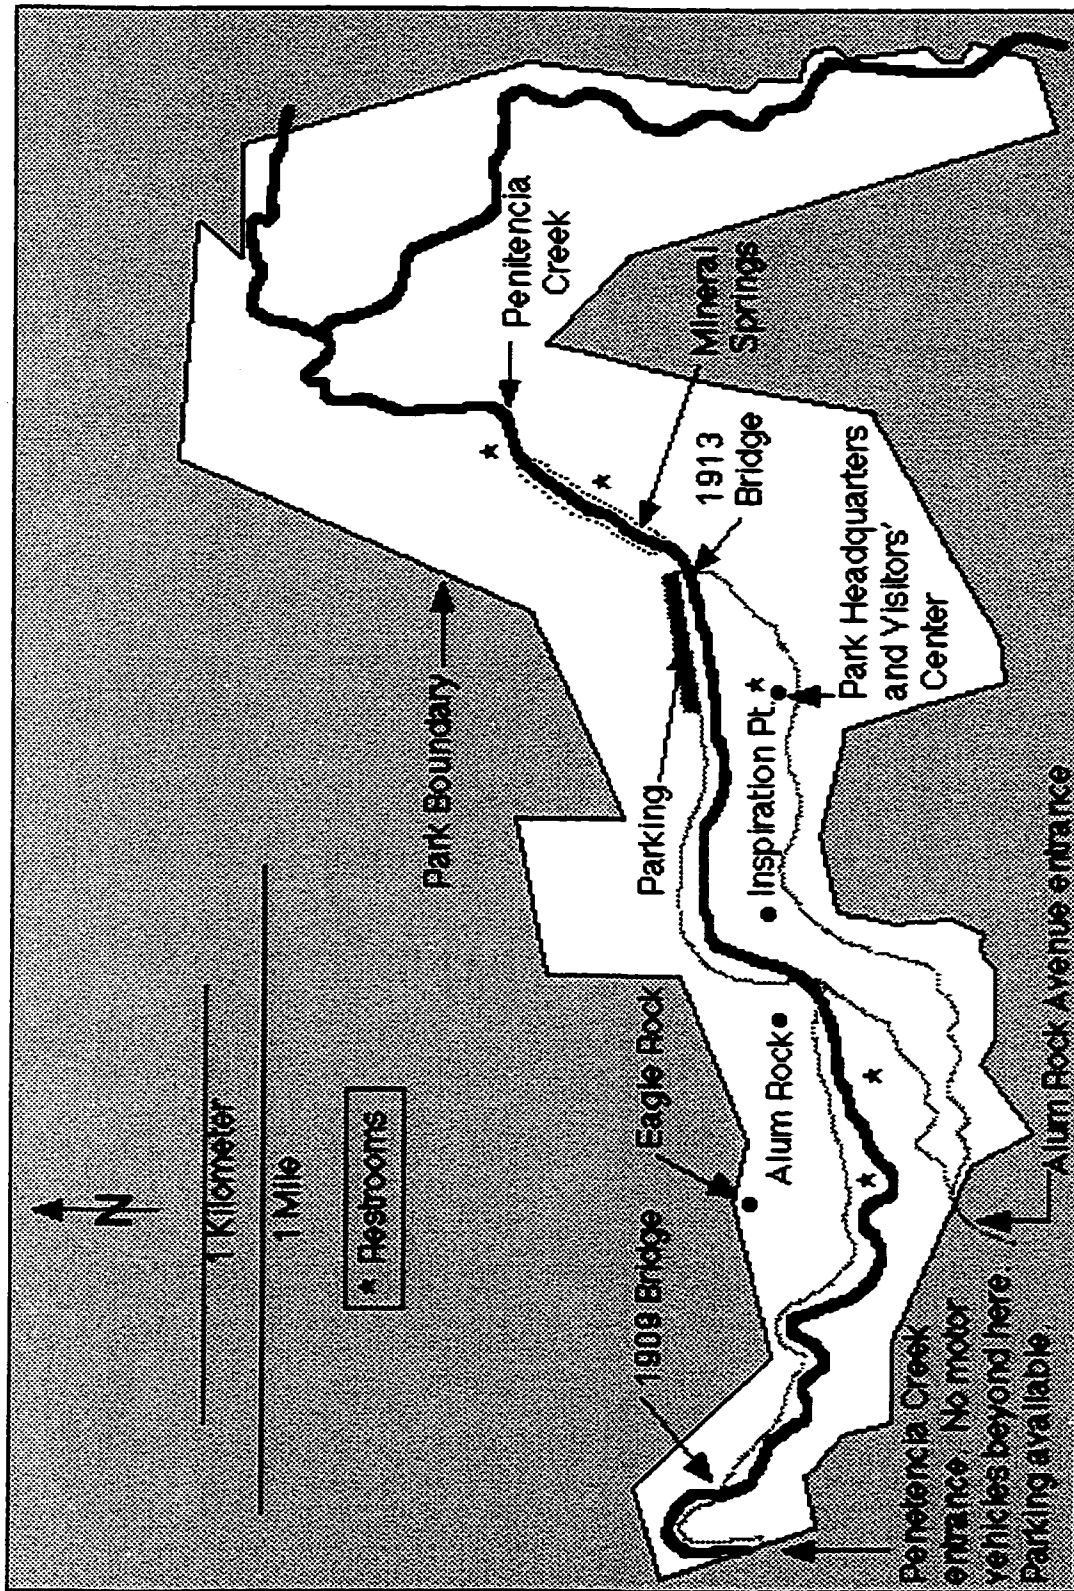 N
1 Kilometer
1 Mile
* Restrooms
Park Boundary
1909 Bridge
Eagle Rock
Parking
Penitencia
Creek
Alum Rock
Inspiration Pt.
1913
Bridge
Mineral
Springs
Park Headquarters
and Visitors'
Center
Penetencia Creek
entrance. No motor
vehicles beyond here.
Parking available.
Alum Rock Avenue entrance